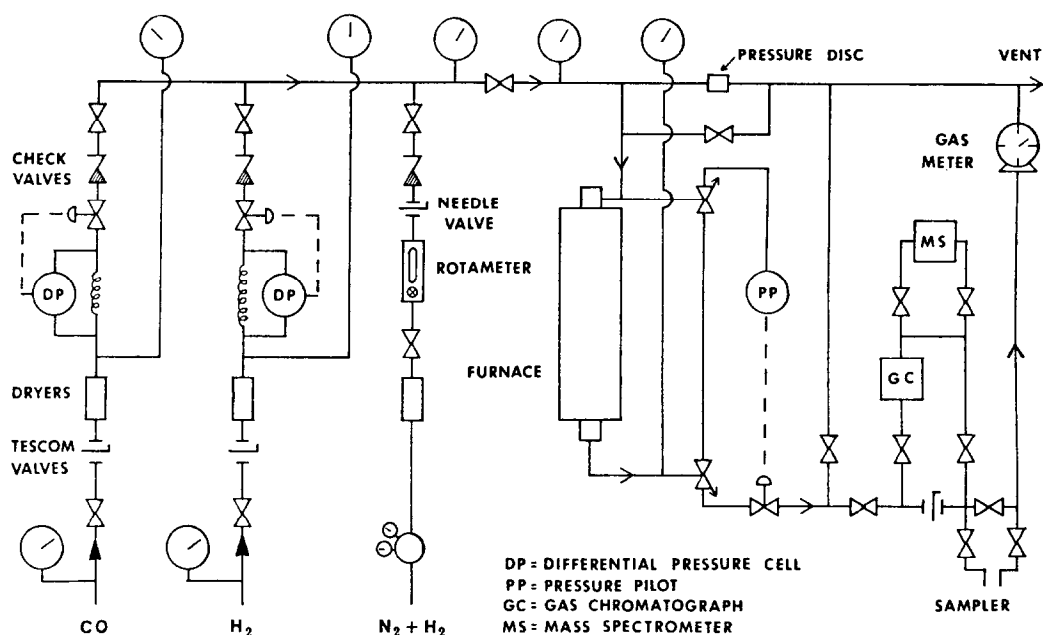 PRESSURE DISC
VENT
CHECK
VALVES
NEEDLE
VALVE
GAS
METER
MS
ROTAMETER
DP
DP
PP
FURNACE
GC
DRYERS
TESCOM
VALVES
DP = DIFFERENTIAL PRESSURE CELL
PP = PRESSURE PILOT
GC = GAS CHROMATOGRAPH
MS = MASS SPECTROMETER
SAMPLER
CO
H₂
N₂ + H₂